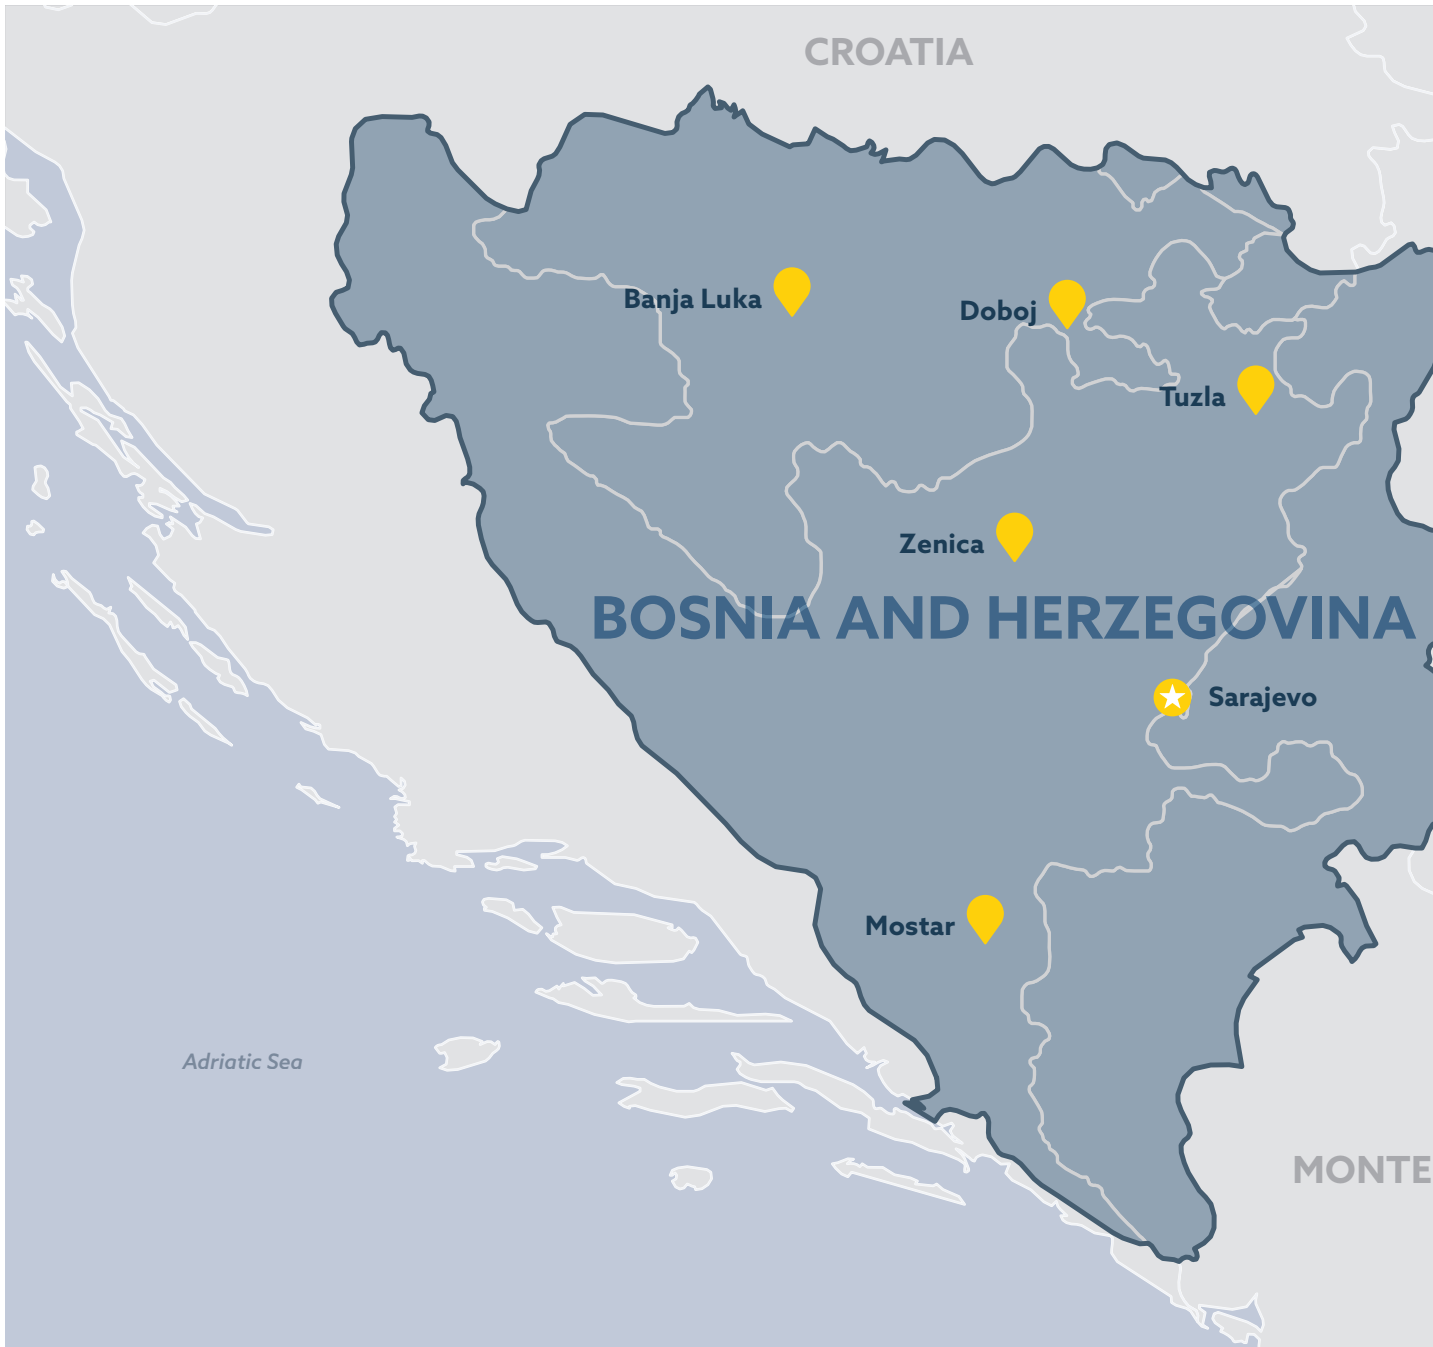 CROATIA
Banja Luka
Doboj
Tuzla
Zenica
BOSNIA AND HERZEGOVINA
Sarajevo
Mostar
Adriatic Sea
MONTE